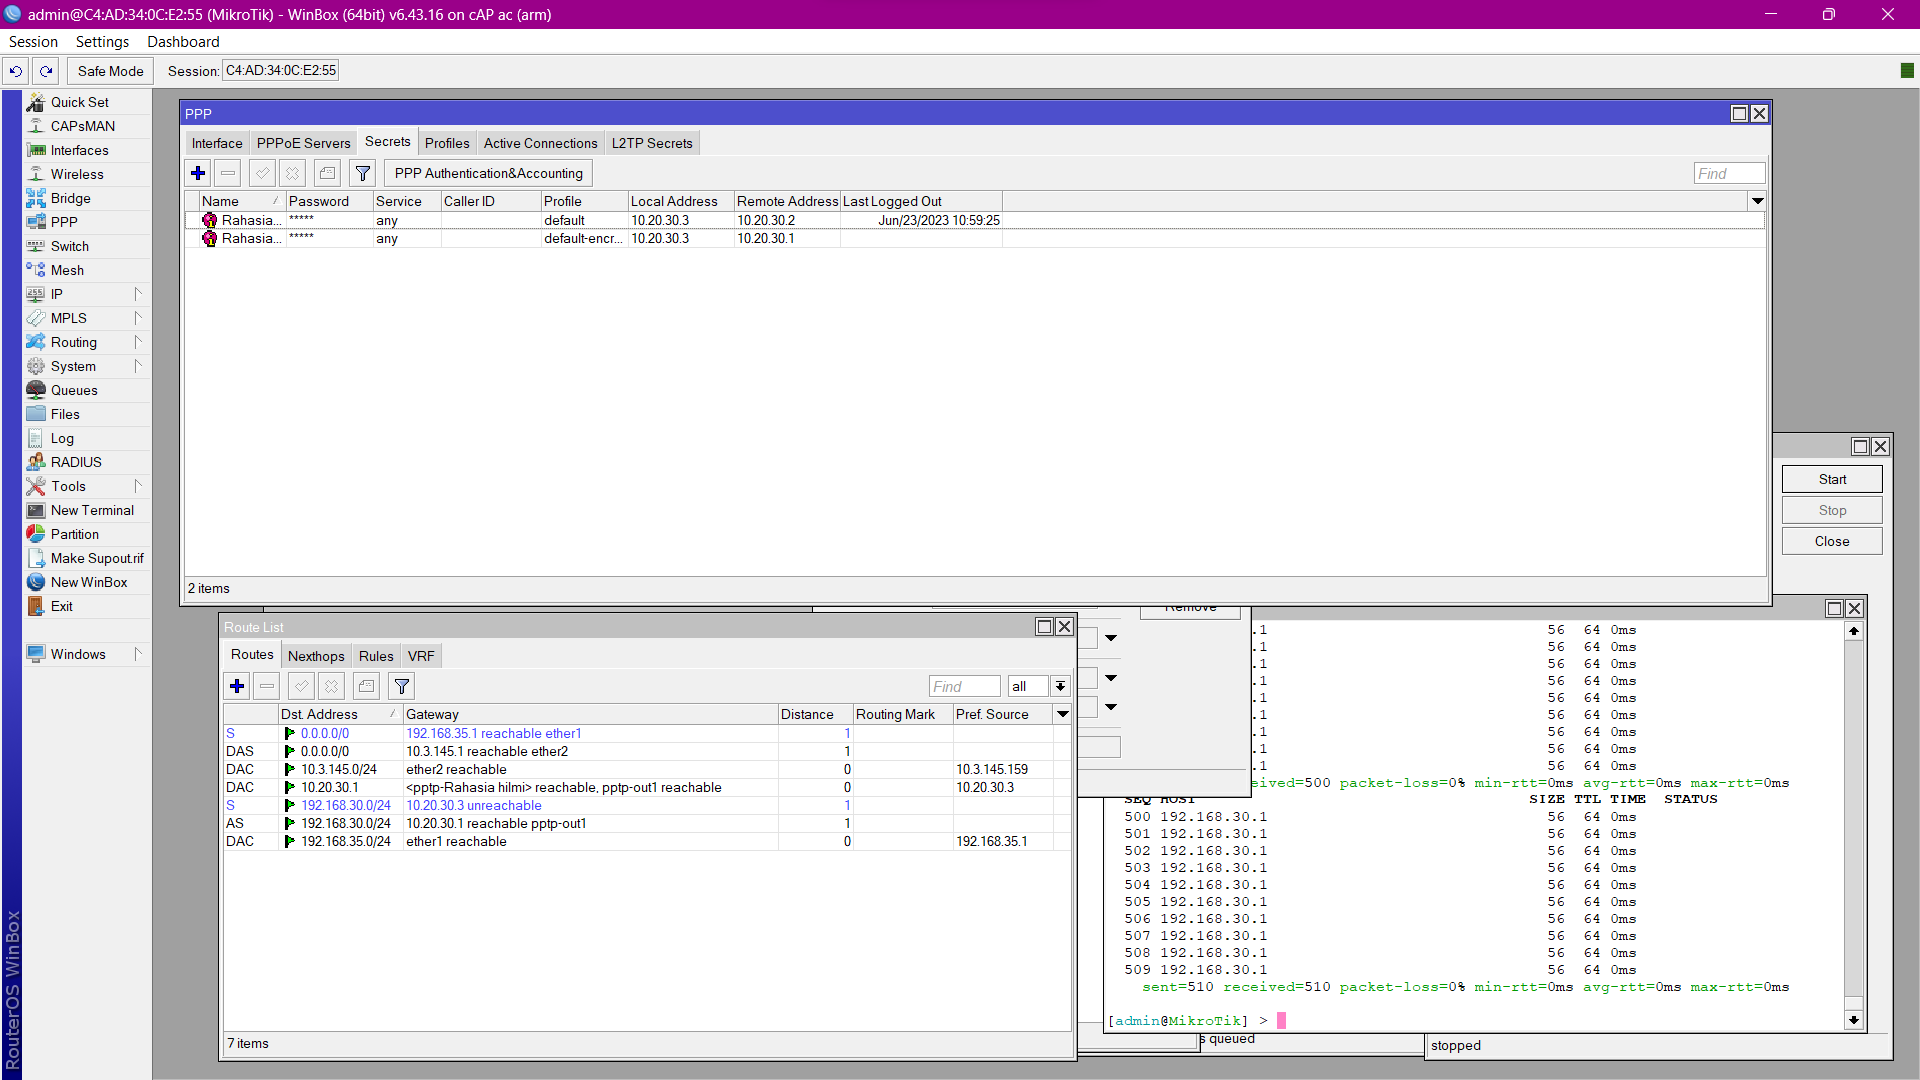 admin@C4:AD:34:0C:E2:55 (MikroTik) - WinBox (64bit) v6.43.16 on cAP ac (arm)
Session Settings Dashboard
Safe Mode Session: C4:AD:34:0C:E2:55
Quick Set
CAPsMAN
Interfaces
Wireless
Bridge
PPP
Switch
Mesh
IP
MPLS
Routing
System
Queues
Files
Log
RADIUS
Tools
New Terminal
Partition
Make Supout.rif
New WinBox
Exit
Windows
RouterOS WinBox
PPP
Interface PPPoE Servers Secrets Profiles Active Connections L2TP Secrets
PPP Authentication&Accounting Find
Name Password Service Caller ID Profile Local Address Remote Address Last Logged Out
Rahasia... ***** any default 10.20.30.3 10.20.30.2 Jun/23/2023 10:59:25
Rahasia... ***** any default-encr... 10.20.30.3 10.20.30.1
2 items
Start
Stop
Close
Remove
Route List
Routes Nexthops Rules VRF
Find all
Dst. Address Gateway Distance Routing Mark Pref. Source
S 0.0.0.0/0 192.168.35.1 reachable ether1 1
DAS 0.0.0.0/0 10.3.145.1 reachable ether2 1
DAC 10.3.145.0/24 ether2 reachable 0 10.3.145.159
DAC 10.20.30.1 <pptp-Rahasia hilmi> reachable, pptp-out1 reachable 0 10.20.30.3
S 192.168.30.0/24 10.20.30.3 unreachable 1
AS 192.168.30.0/24 10.20.30.1 reachable pptp-out1 1
DAC 192.168.35.0/24 ether1 reachable 0 192.168.35.1
7 items
.1 56 64 0ms
.1 56 64 0ms
.1 56 64 0ms
.1 56 64 0ms
.1 56 64 0ms
.1 56 64 0ms
.1 56 64 0ms
.1 56 64 0ms
.1 56 64 0ms
eived=500 packet-loss=0% min-rtt=0ms avg-rtt=0ms max-rtt=0ms
SEQ HOST SIZE TTL TIME STATUS
500 192.168.30.1 56 64 0ms
501 192.168.30.1 56 64 0ms
502 192.168.30.1 56 64 0ms
503 192.168.30.1 56 64 0ms
504 192.168.30.1 56 64 0ms
505 192.168.30.1 56 64 0ms
506 192.168.30.1 56 64 0ms
507 192.168.30.1 56 64 0ms
508 192.168.30.1 56 64 0ms
509 192.168.30.1 56 64 0ms
sent=510 received=510 packet-loss=0% min-rtt=0ms avg-rtt=0ms max-rtt=0ms
[admin@MikroTik] >
s queued
stopped